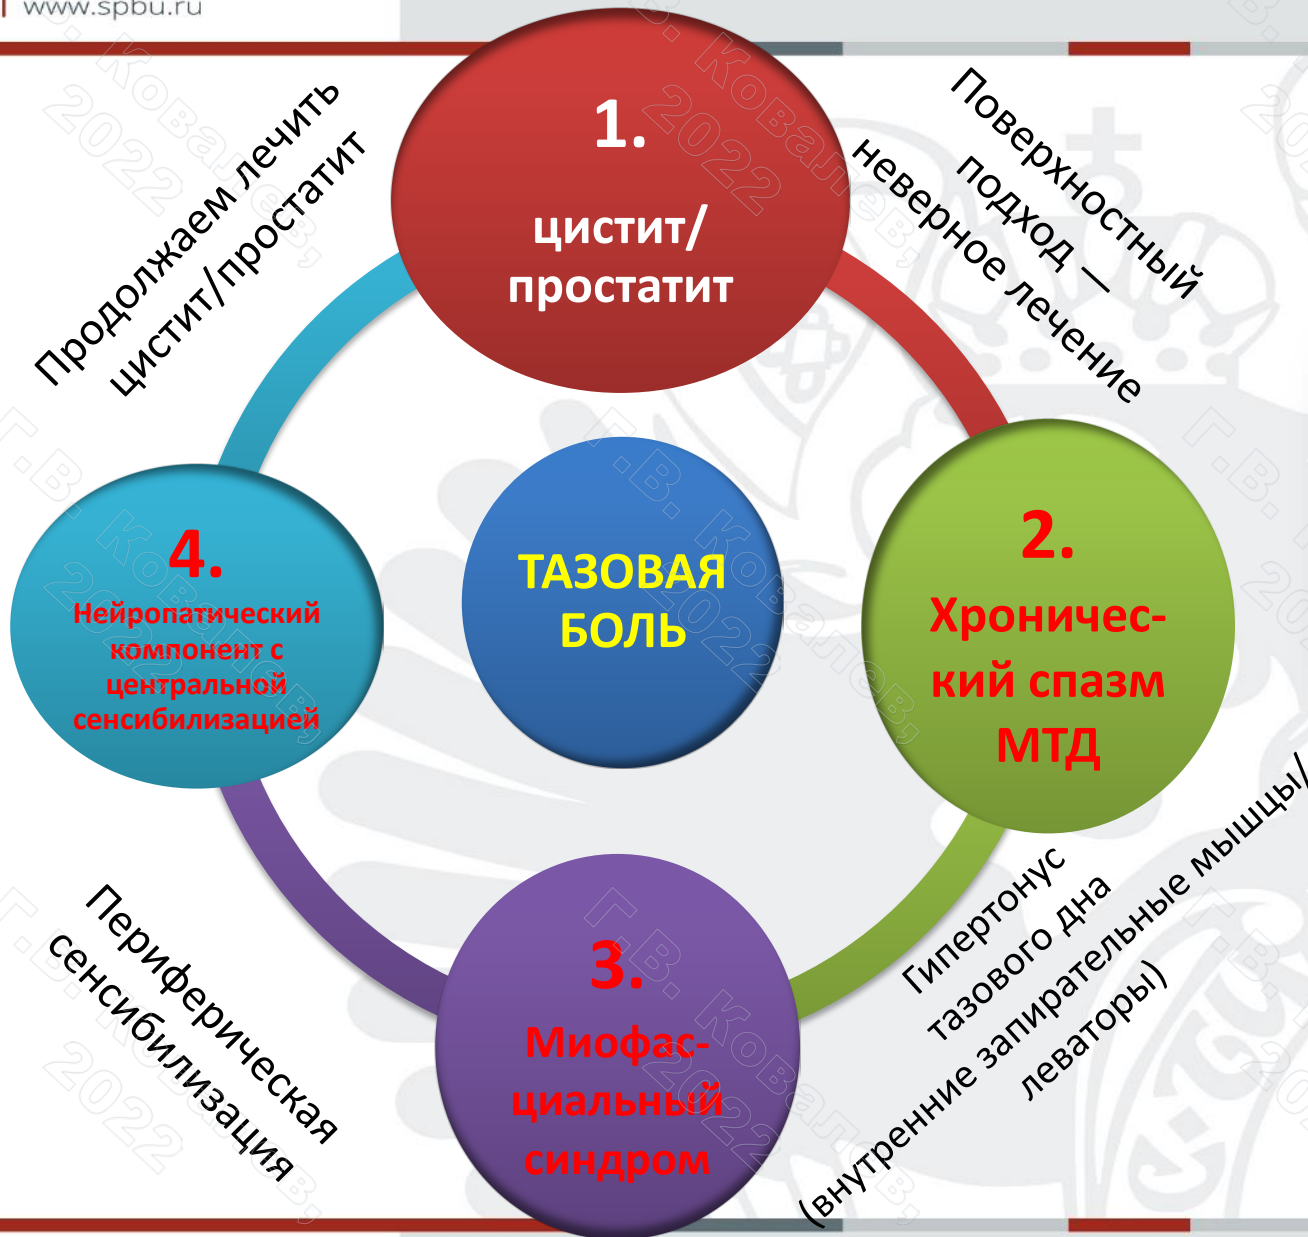 www.spbu.ru
Продолжаем лечить
цистит/простатит
1.
цистит/
простатит
Поверхностный
подход —
неверное лечение
2.
Хроничес-
кий спазм
МТД
ТАЗОВАЯ
БОЛЬ
4.
Нейропатический
компонент с
центральной
сенсибилизацией
Гипертонус
тазового дна
(внутренние запирательные мышцы/
леваторы)
3.
Миофас-
циальный
синдром
Периферическая
сенсибилизация
Г.В. Ковалев,
2022